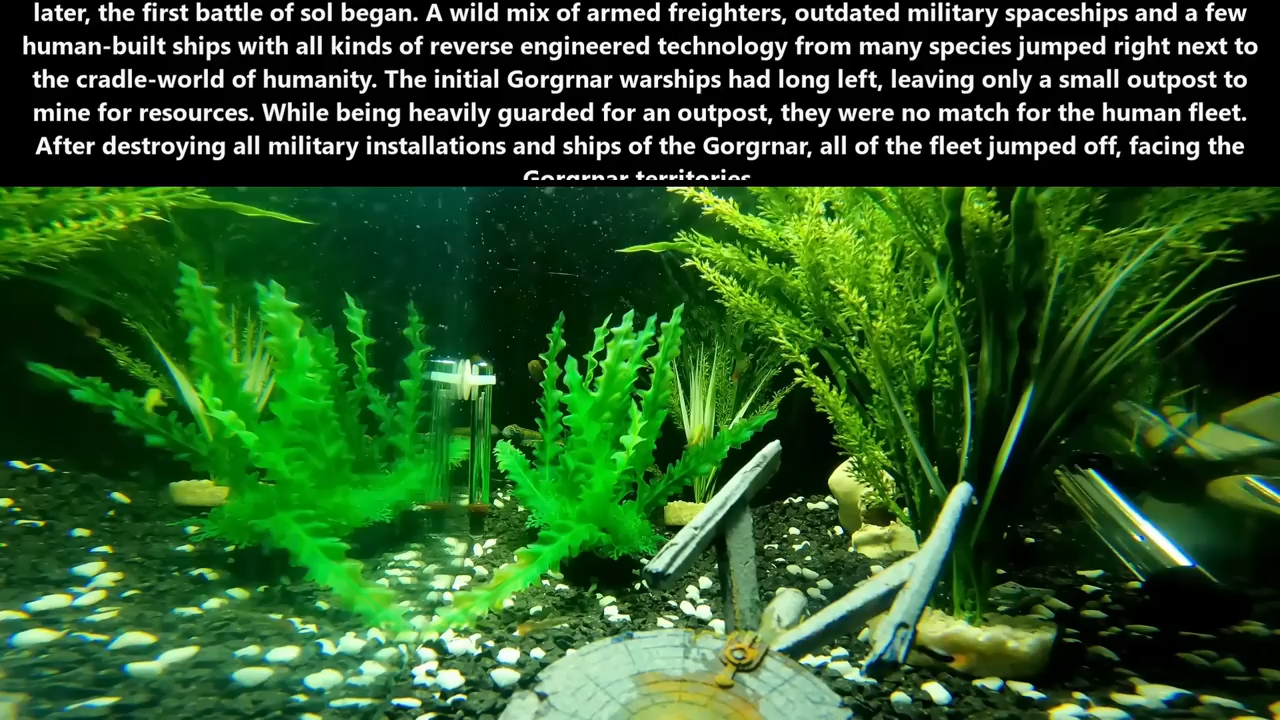 later, the first battle of sol began. A wild mix of armed freighters, outdated military spaceships and a few
human-built ships with all kinds of reverse engineered technology from many species jumped right next to
the cradle-world of humanity. The initial Gorgrnar warships had long left, leaving only a small outpost to
mine for resources. While being heavily guarded for an outpost, they were no match for the human fleet.
After destroying all military installations and ships of the Gorgrnar, all of the fleet jumped off, facing the
Gorgrnar territories.